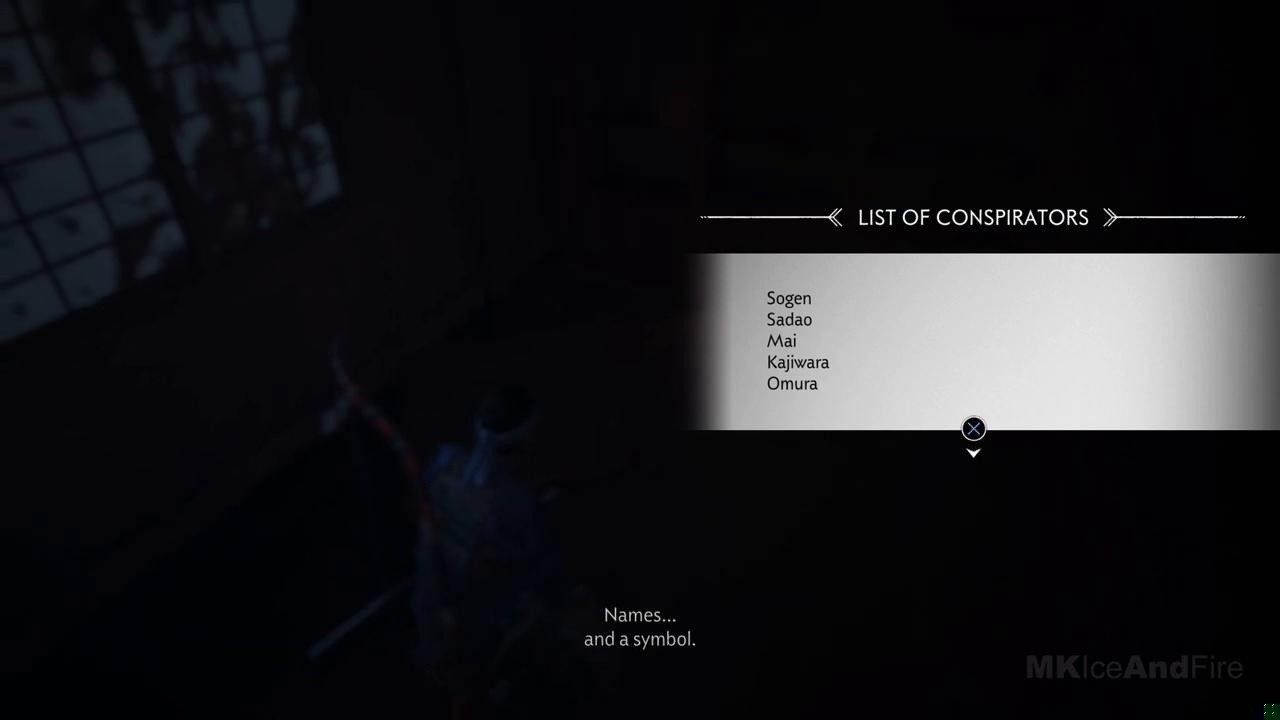 LIST OF CONSPIRATORS
Sogen
Sadao
Mai
Kajiwara
Omura
Names...
and a symbol.
MKIceAndFire